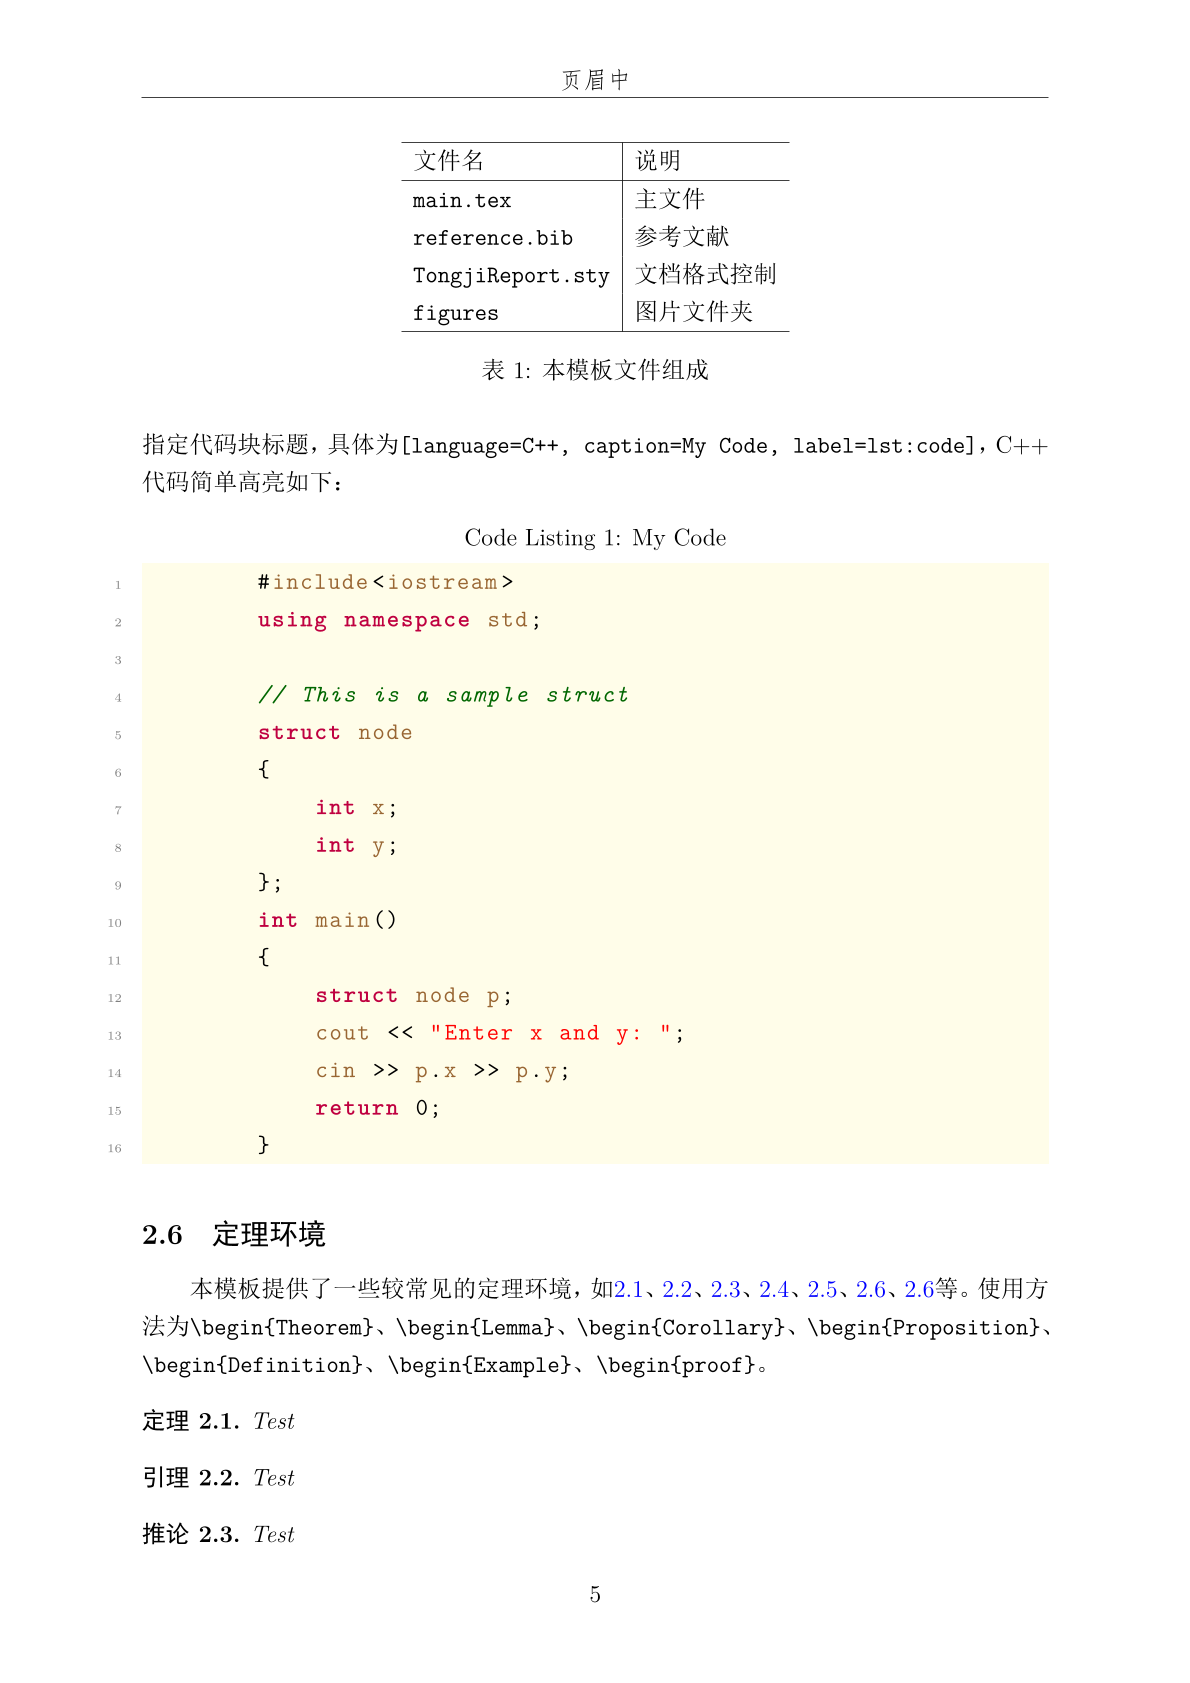 页眉中
文件名 说明
main.tex 主文件
reference.bib 参考文献
TongjiReport.sty 文档格式控制
figures 图片文件夹
表 1: 本模板文件组成
指定代码块标题，具体为[language=C++, caption=My Code, label=lst:code]，C++
代码简单高亮如下：
Code Listing 1: My Code
1 #include<iostream>
2 using namespace std;
3
4 // This is a sample struct
5 struct node
6 {
7     int x;
8     int y;
9 };
10 int main()
11 {
12     struct node p;
13     cout << "Enter x and y: ";
14     cin >> p.x >> p.y;
15     return 0;
16 }
2.6 定理环境
本模板提供了一些较常见的定理环境，如2.1、2.2、2.3、2.4、2.5、2.6、2.6等。使用方
法为\begin{Theorem}、\begin{Lemma}、\begin{Corollary}、\begin{Proposition}、
\begin{Definition}、\begin{Example}、\begin{proof}。
定理 2.1. Test
引理 2.2. Test
推论 2.3. Test
5